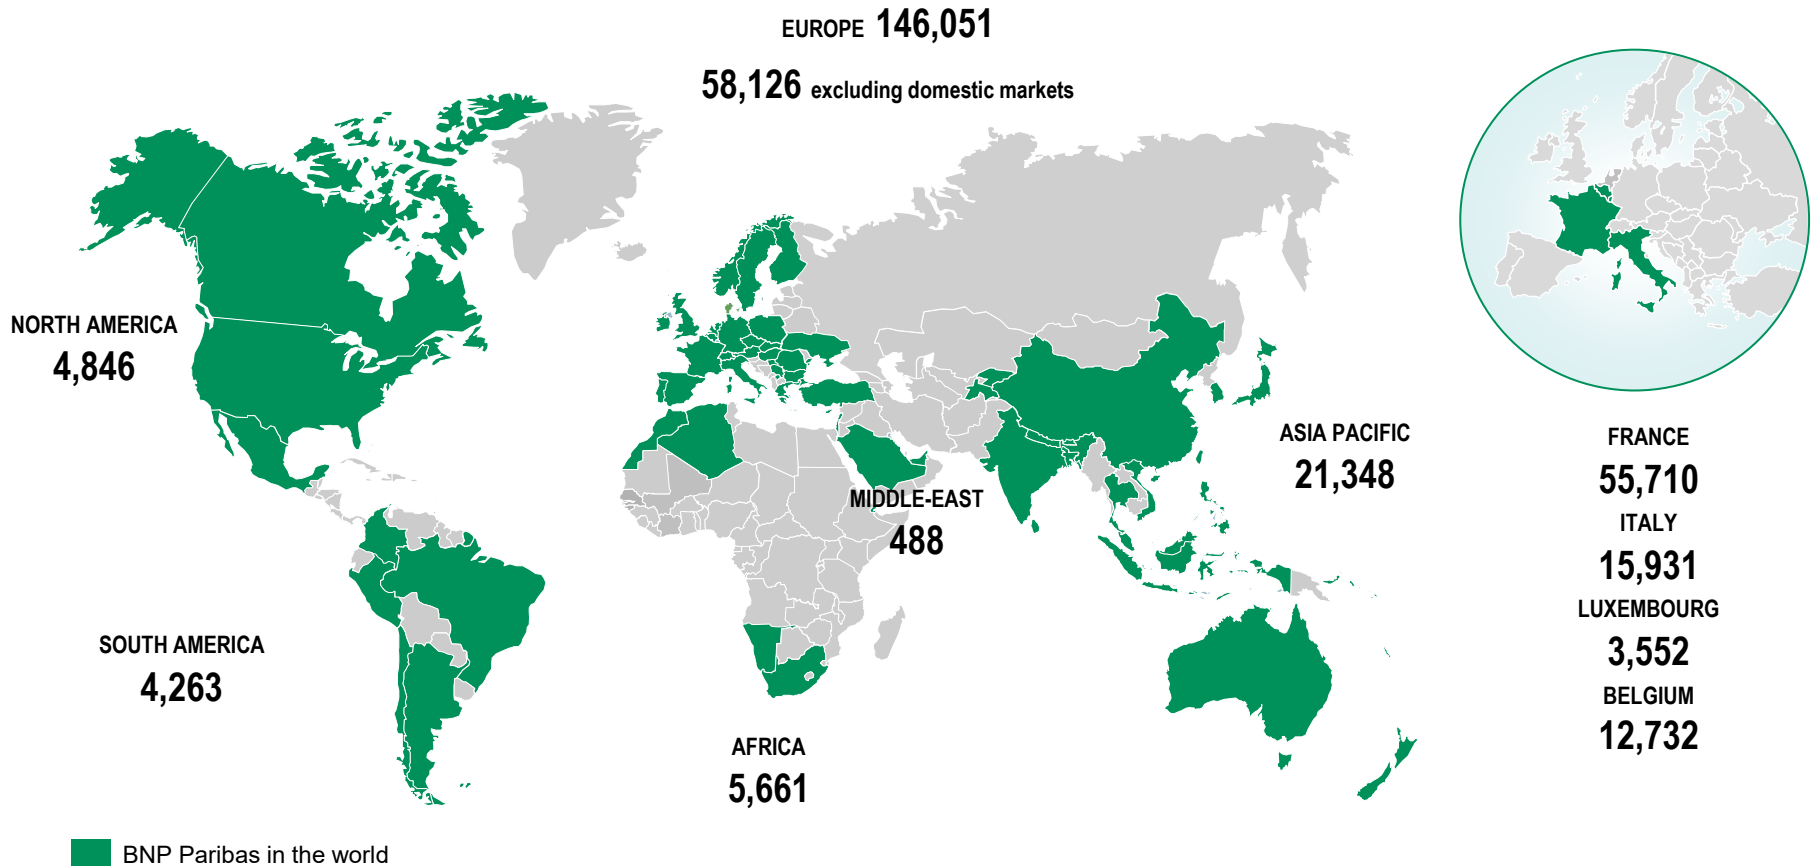 EUROPE 146,051
58,126 excluding domestic markets
NORTH AMERICA
4,846
ASIA PACIFIC
21,348
MIDDLE-EAST
488
SOUTH AMERICA
4,263
AFRICA
5,661
FRANCE
55,710
ITALY
15,931
LUXEMBOURG
3,552
BELGIUM
12,732
BNP Paribas in the world